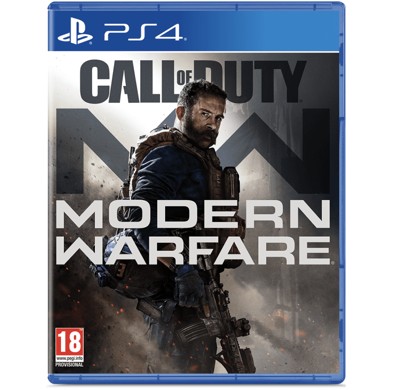 PS4
CALL OF DUTY
MODERN
WARFARE
18
www.pegi.info
PROVISIONAL